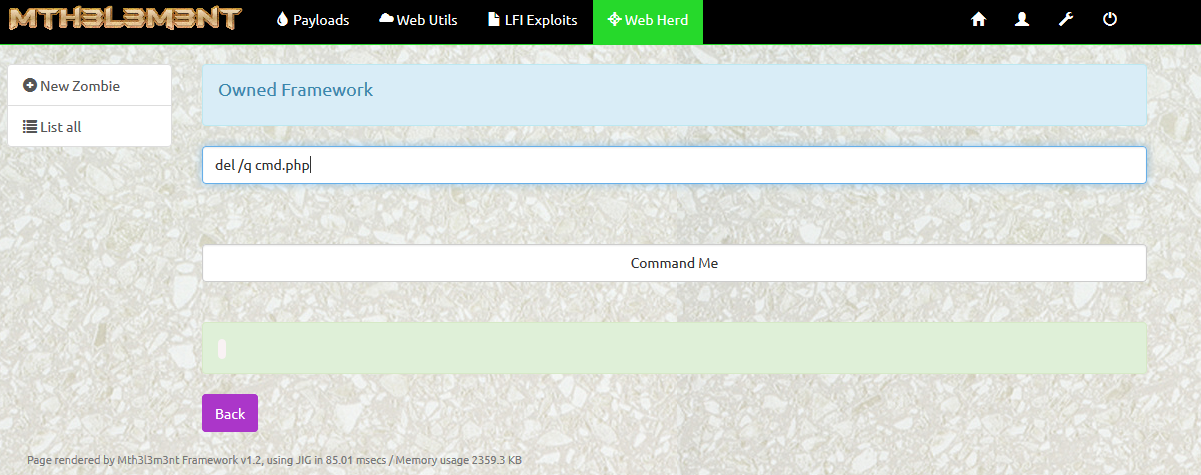 MTH3L3M3NT Payloads Web Utils LFI Exploits Web Herd
New Zombie
List all
Owned Framework
del /q cmd.php
Command Me
Back
Page rendered by Mth3l3m3nt Framework v1.2, using JIG in 85.01 msecs / Memory usage 2359.3 KB